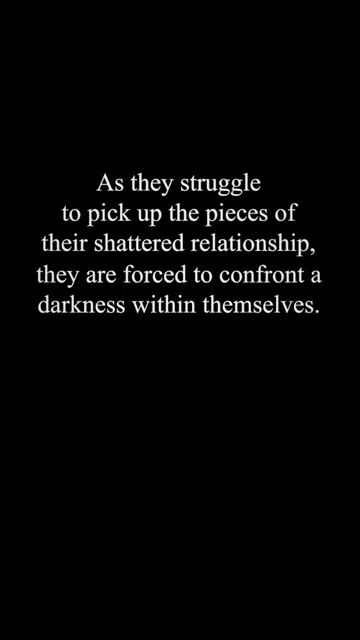 As they struggle
to pick up the pieces of
their shattered relationship,
they are forced to confront a
darkness within themselves.